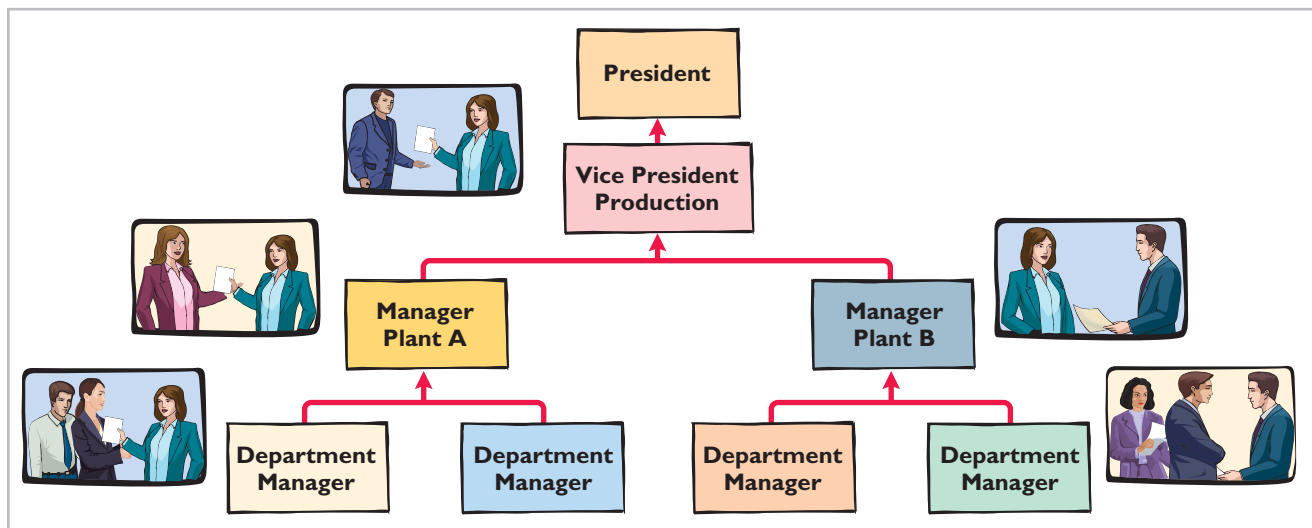 President
Vice President
Production
Manager
Plant A
Manager
Plant B
Department
Manager
Department
Manager
Department
Manager
Department
Manager